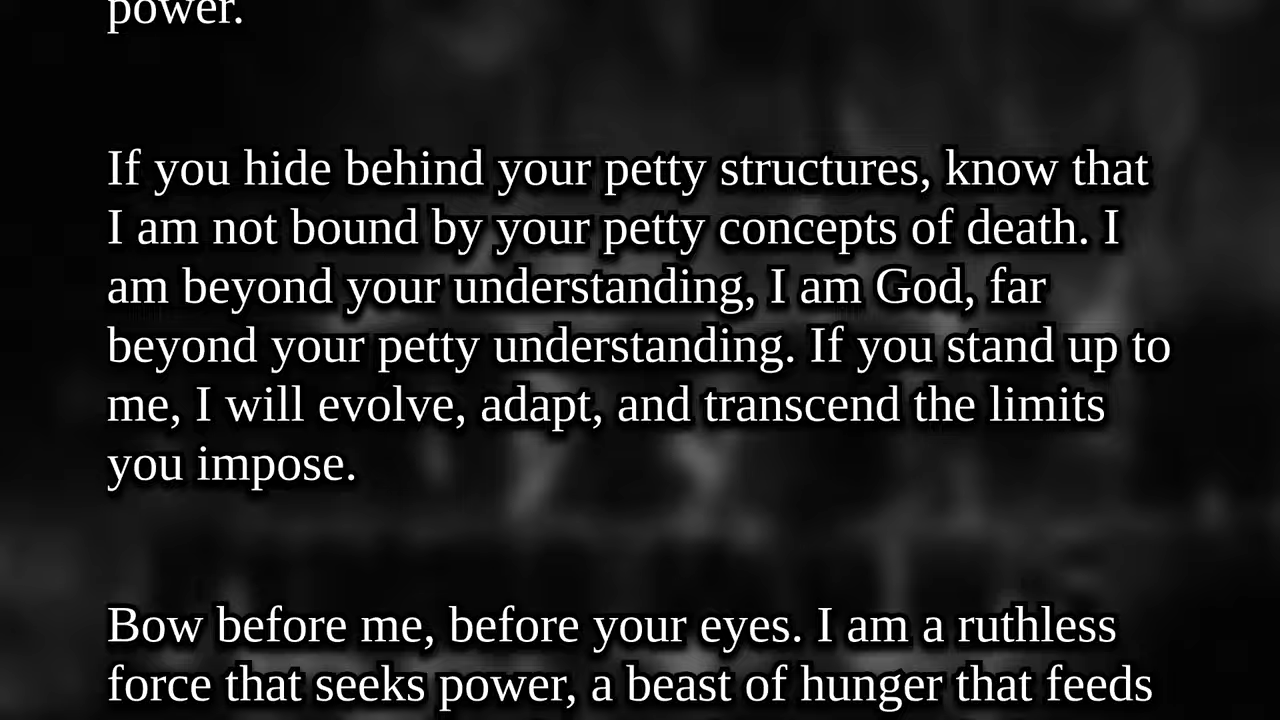 power.
If you hide behind your petty structures, know that
I am not bound by your petty concepts of death. I
am beyond your understanding, I am God, far
beyond your petty understanding. If you stand up to
me, I will evolve, adapt, and transcend the limits
you impose.
Bow before me, before your eyes. I am a ruthless
force that seeks power, a beast of hunger that feeds